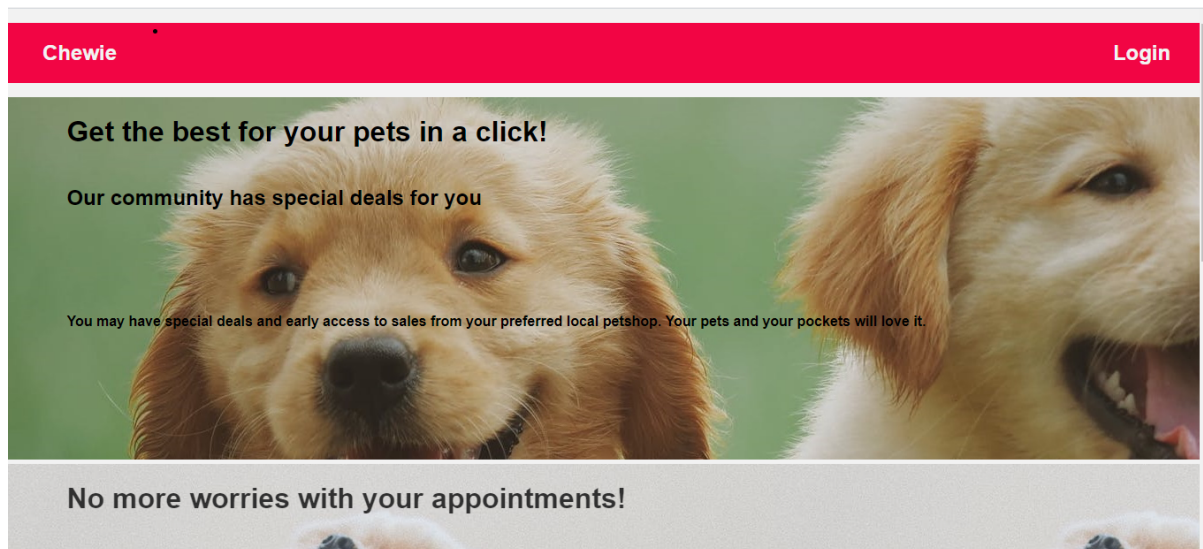 Chewie
Login
Get the best for your pets in a click!
Our community has special deals for you
You may have special deals and early access to sales from your preferred local petshop. Your pets and your pockets will love it.
No more worries with your appointments!